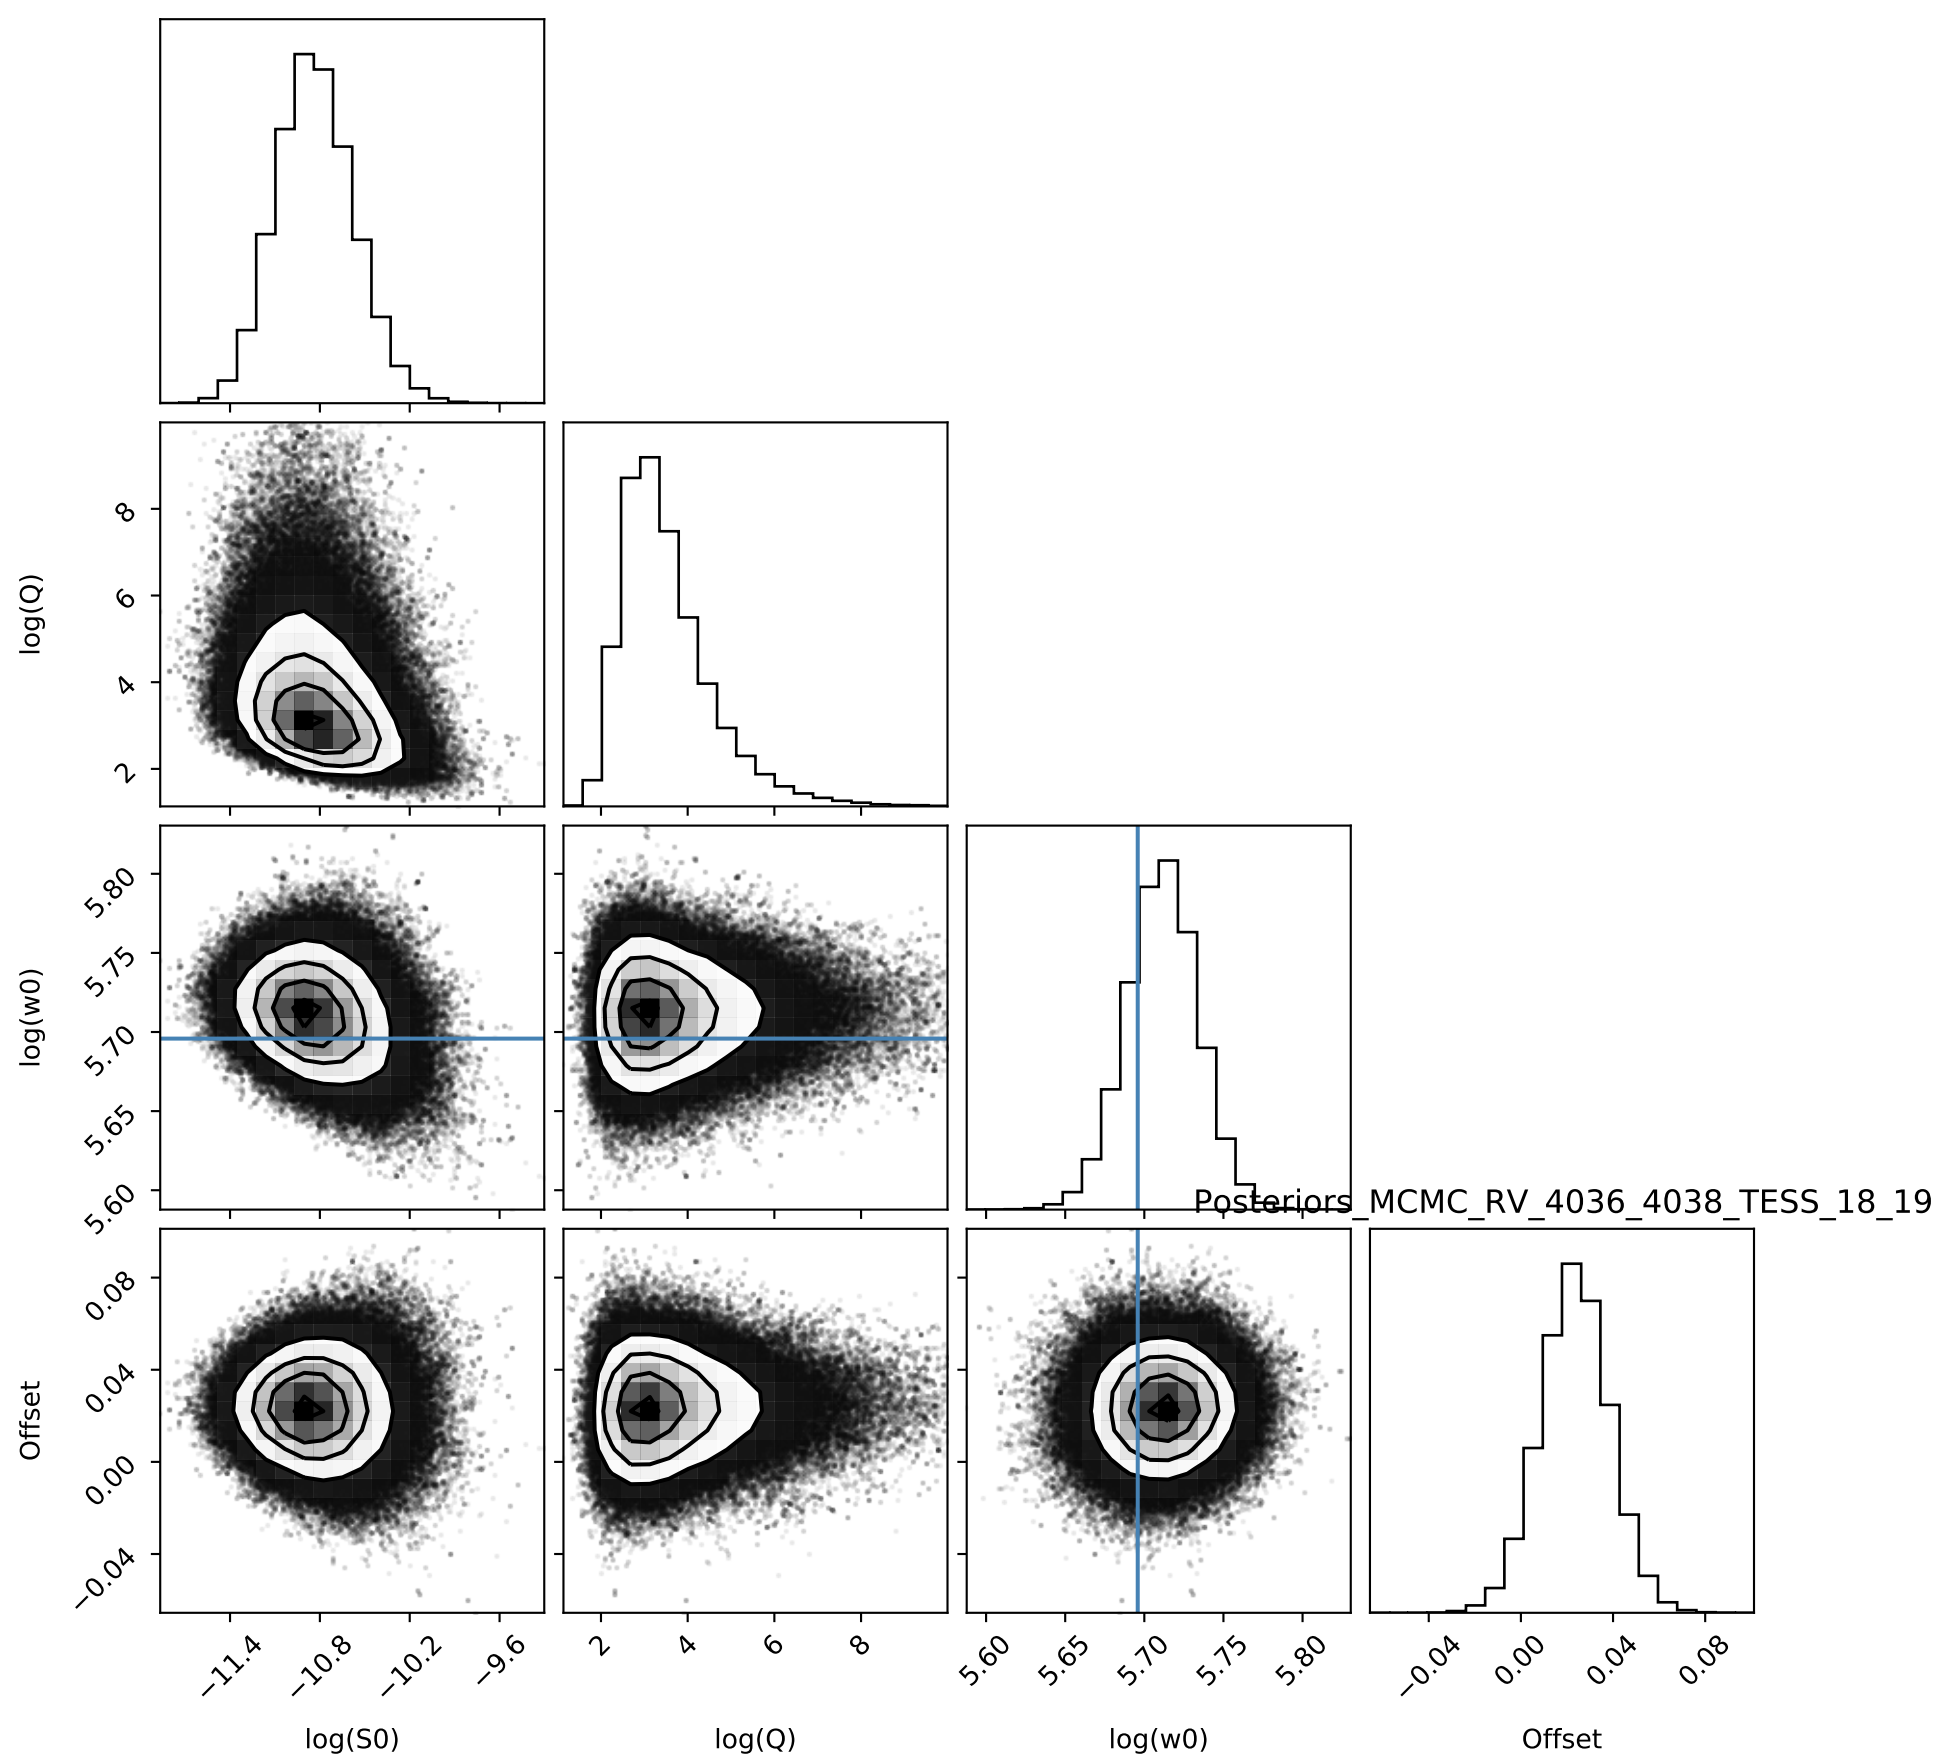 8
6
4
2
log(Q)
5.80
5.75
5.70
5.65
5.60
log(w0)
Posteriors_MCMC_RV_4036_4038_TESS_18_19
0.08
0.04
0.00
−0.04
Offset
−11.4 −10.8 −10.2 −9.6 2 4 6 8 5.60 5.65 5.70 5.75 5.80 −0.04 0.00 0.04 0.08
log(S0) log(Q) log(w0) Offset